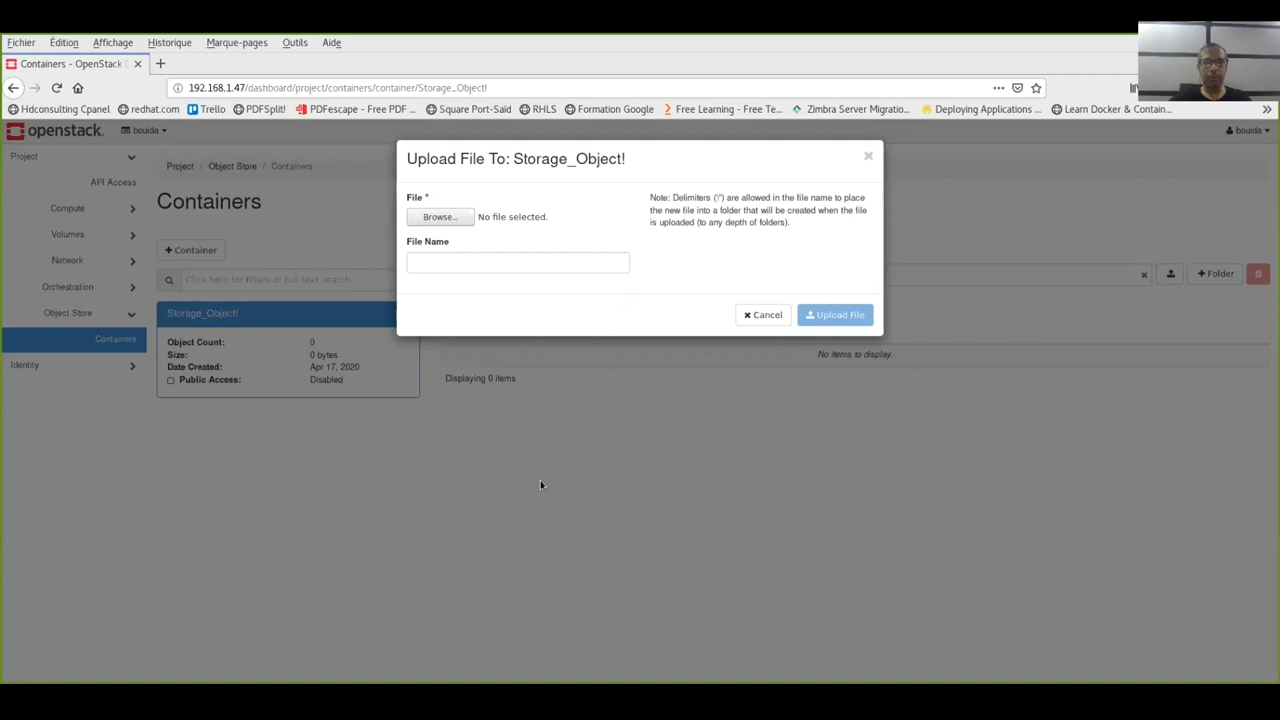 Fichier Édition Affichage Historique Marque-pages Outils Aide
Containers - OpenStack
192.168.1.47/dashboard/project/containers/container/Storage_Object!
Hdconsulting Cpanel redhat.com Trello PDFSplit! PDFescape - Free PDF ... Square Port-Said RHLS Formation Google Free Learning - Free Te... Zimbra Server Migratio... Deploying Applications ... Learn Docker & Contain...
openstack. bouida bouida
Project
API Access
Compute
Volumes
Network
Orchestration
Object Store
Containers
Identity
Project / Object Store / Containers
Containers
+ Container
Click here for filters or full text search.
+ Folder
Storage_Object!
Object Count: 0
Size: 0 bytes
Date Created: Apr 17, 2020
Public Access: Disabled
No items to display.
Displaying 0 items
Upload File To: Storage_Object!
File *
Browse... No file selected.
File Name
Note: Delimiters ('/') are allowed in the file name to place
the new file into a folder that will be created when the file
is uploaded (to any depth of folders).
Cancel Upload File